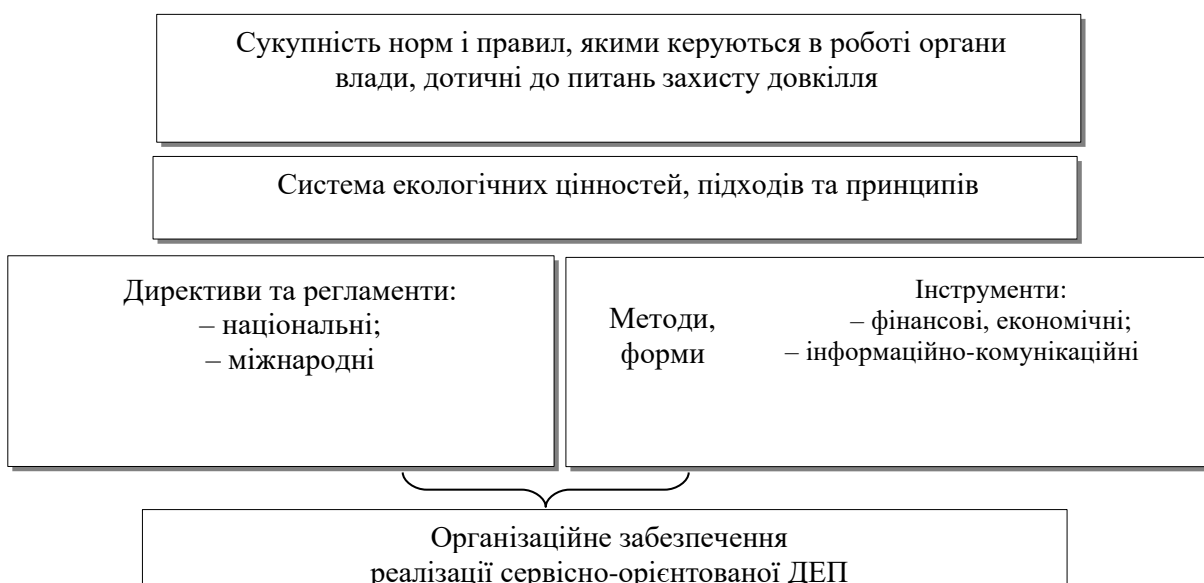 Сукупність норм і правил, якими керуються в роботі органи
влади, дотичні до питань захисту довкілля
Система екологічних цінностей, підходів та принципів
Директиви та регламенти:
– національні;
– міжнародні
Методи,
форми
Інструменти:
– фінансові, економічні;
– інформаційно-комунікаційні
Організаційне забезпечення
реалізації сервісно-орієнтованої ДЕП